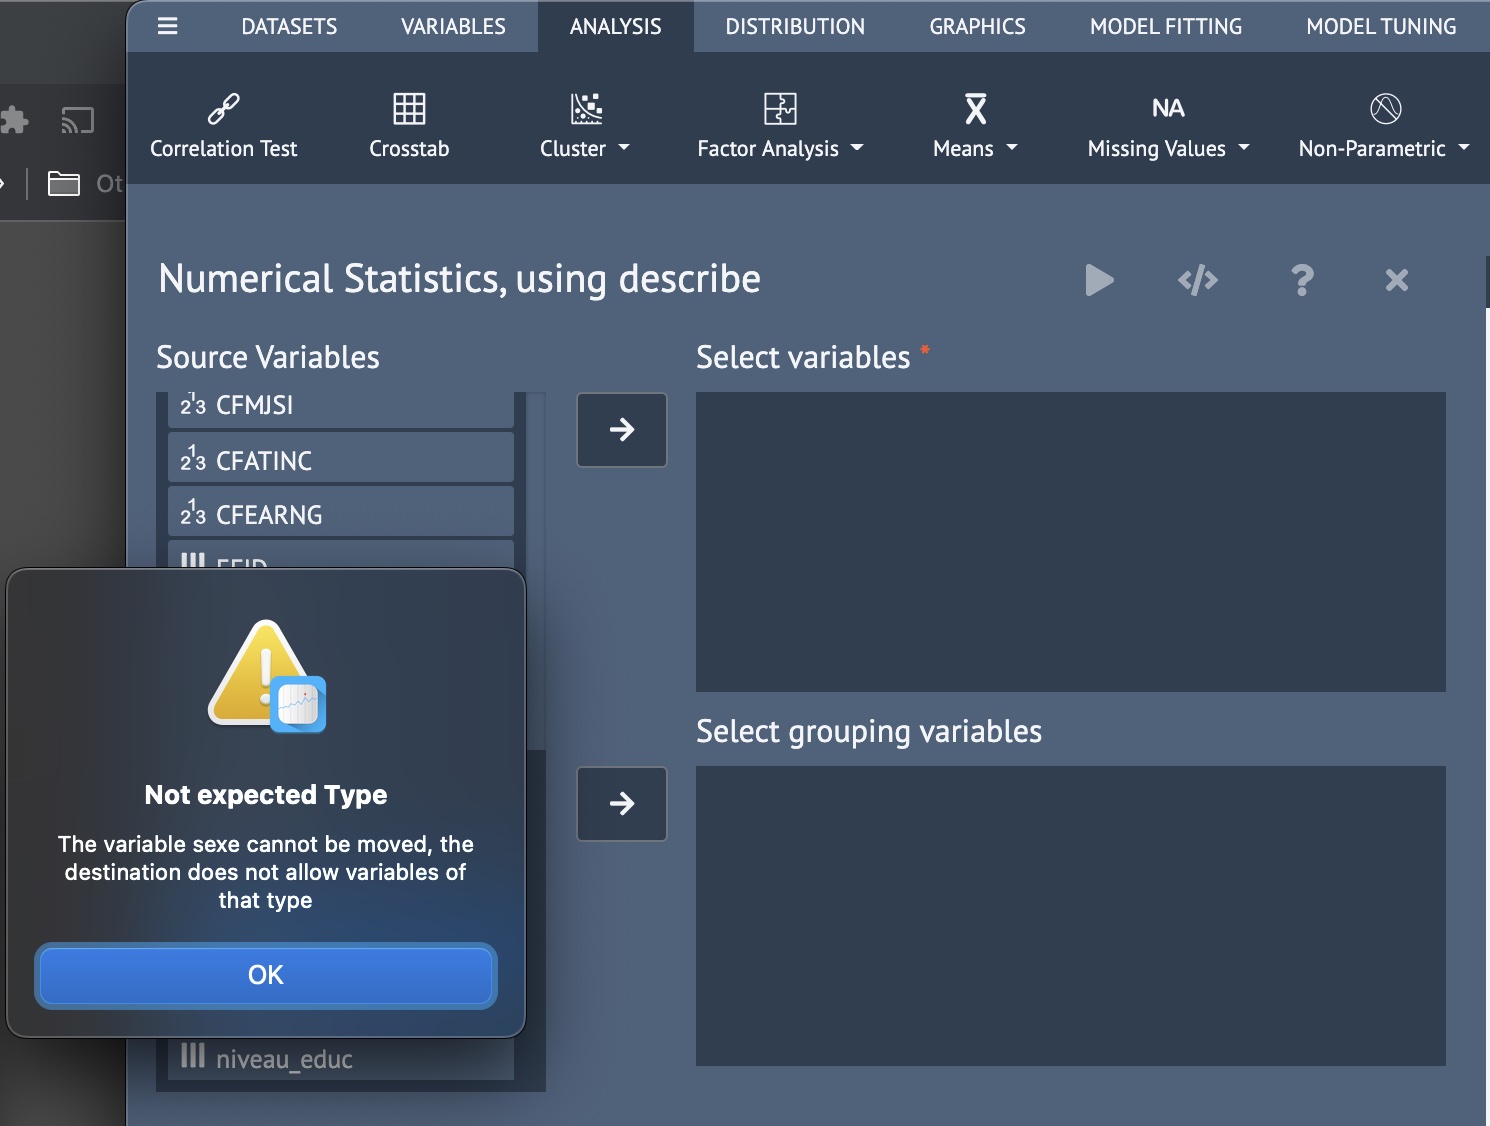 DATASETS VARIABLES ANALYSIS DISTRIBUTION GRAPHICS MODEL FITTING MODEL TUNING
NA
Correlation Test Crosstab Cluster Factor Analysis Means Missing Values Non-Parametric
Ot
Numerical Statistics, using describe
Source Variables
Select variables *
CFMJSI
CFATINC
CFEARNG
Not expected Type
The variable sexe cannot be moved, the
destination does not allow variables of
that type
OK
niveau_educ
Select grouping variables